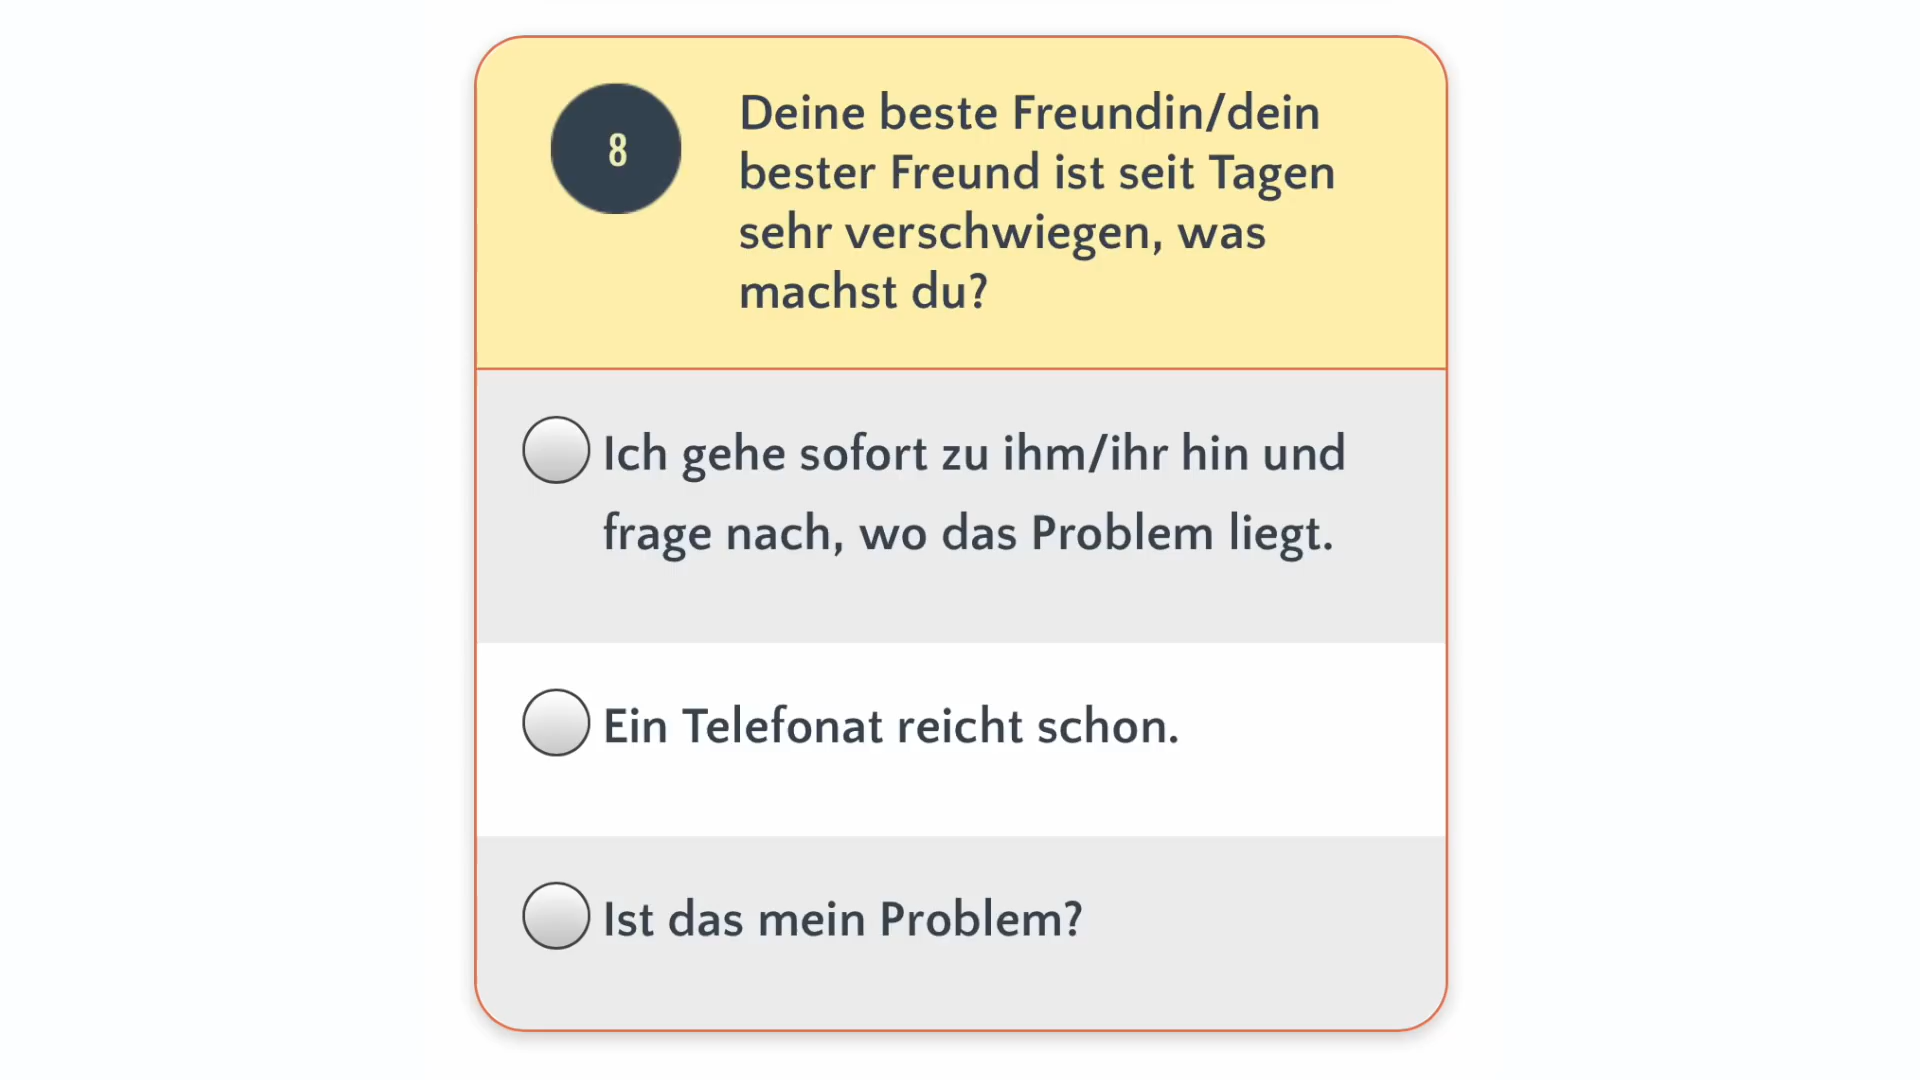 8
Deine beste Freundin/dein
bester Freund ist seit Tagen
sehr verschwiegen, was
machst du?
Ich gehe sofort zu ihm/ihr hin und
frage nach, wo das Problem liegt.
Ein Telefonat reicht schon.
Ist das mein Problem?